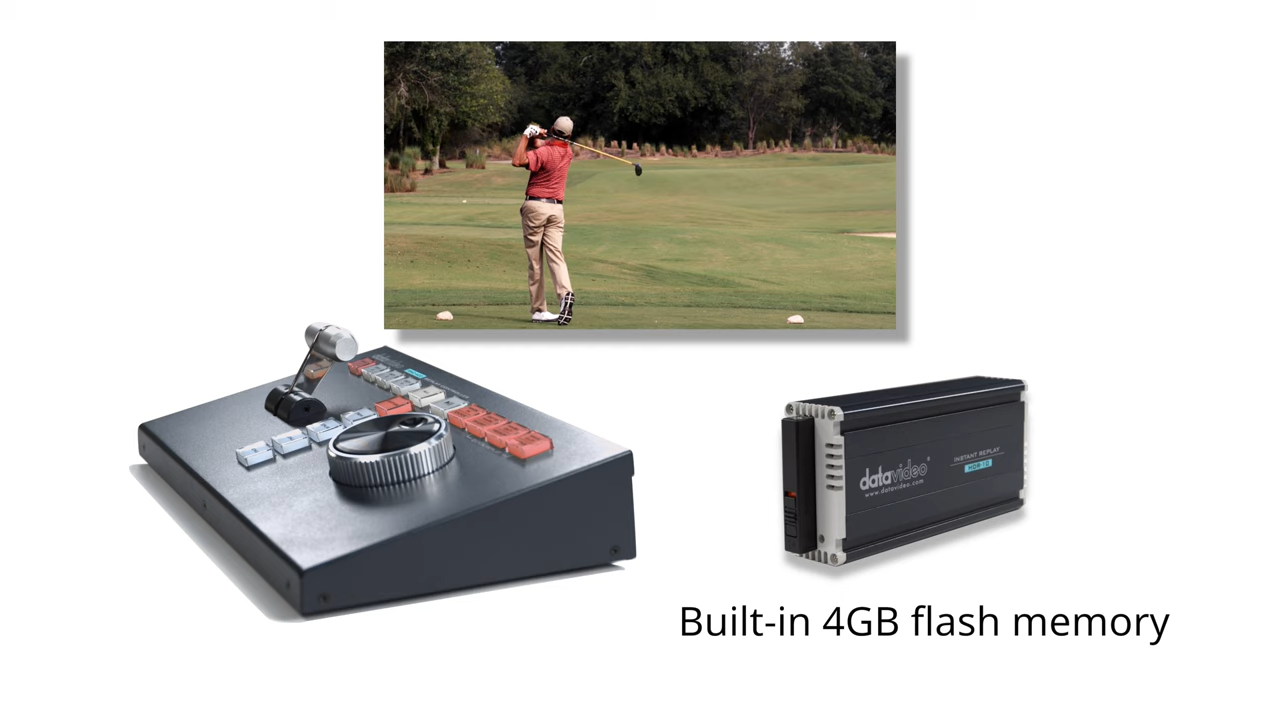 datavideo
www.datavideo.com
INSTANT REPLAY
HDR-10
Built-in 4GB flash memory